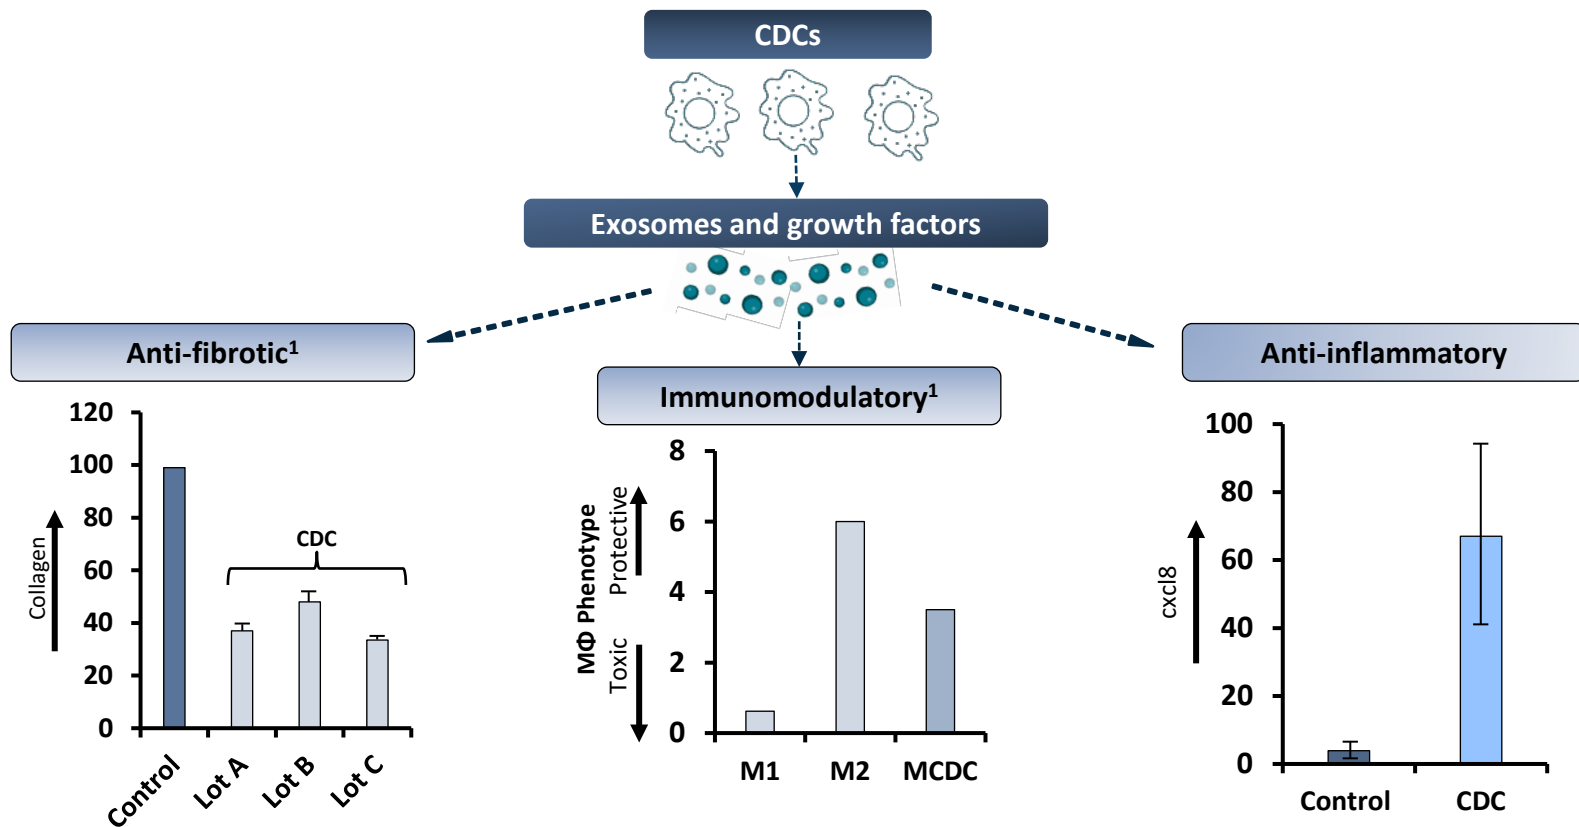 CDCs
Exosomes and growth factors
Anti-fibrotic¹
120
100
80
60
40
20
0
Collagen
CDC
Control
Lot A
Lot B
Lot C
Immunomodulatory¹
8
6
4
2
0
MΦ Phenotype
Protective
Toxic
M1
M2
MCDC
Anti-inflammatory
100
80
60
40
20
0
cxcl8
Control
CDC